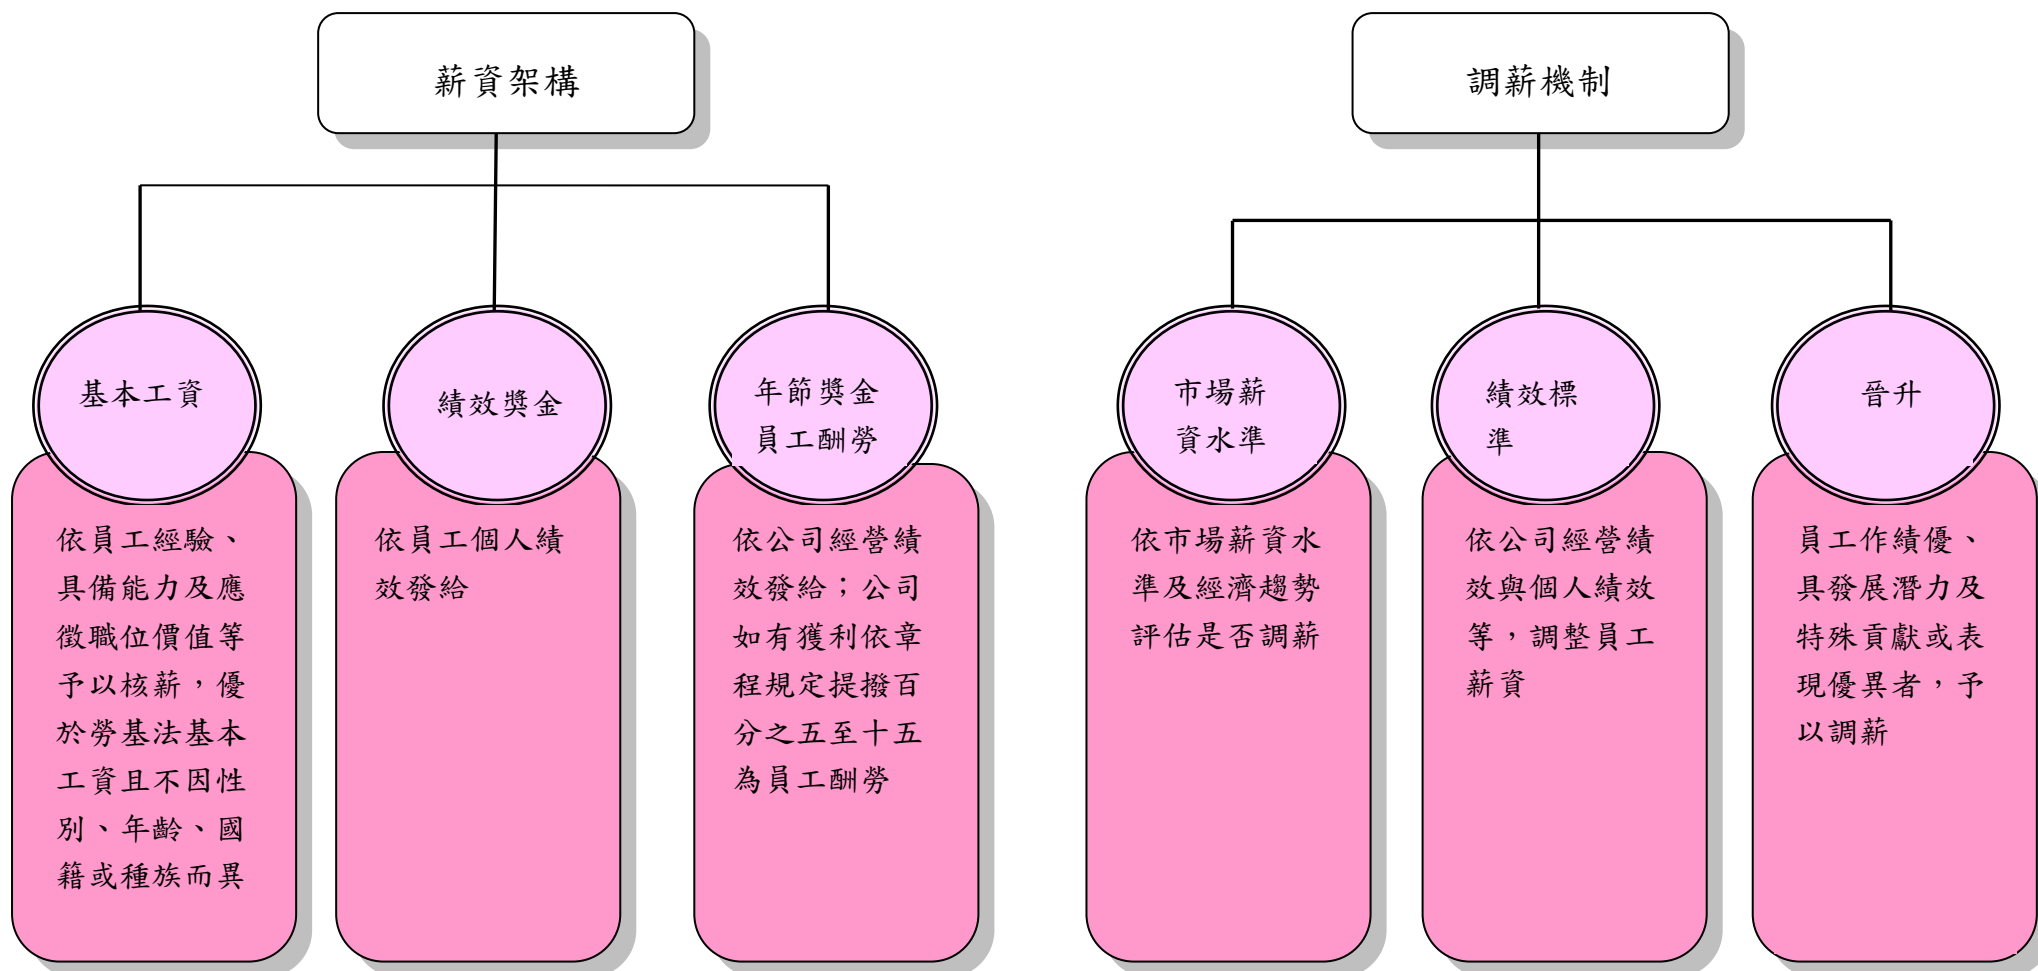 薪資架構
基本工資
依員工經驗、
具備能力及應
徵職位價值等
予以核薪，優
於勞基法基本
工資且不因性
別、年齡、國
籍或種族而異
績效獎金
依員工個人績
效發給
年節獎金
員工酬勞
依公司經營績
效發給；公司
如有獲利依章
程規定提撥百
分之五至十五
為員工酬勞
調薪機制
市場薪
資水準
依市場薪資水
準及經濟趨勢
評估是否調薪
績效標
準
依公司經營績
效與個人績效
等，調整員工
薪資
晉升
員工作績優、
具發展潛力及
特殊貢獻或表
現優異者，予
以調薪